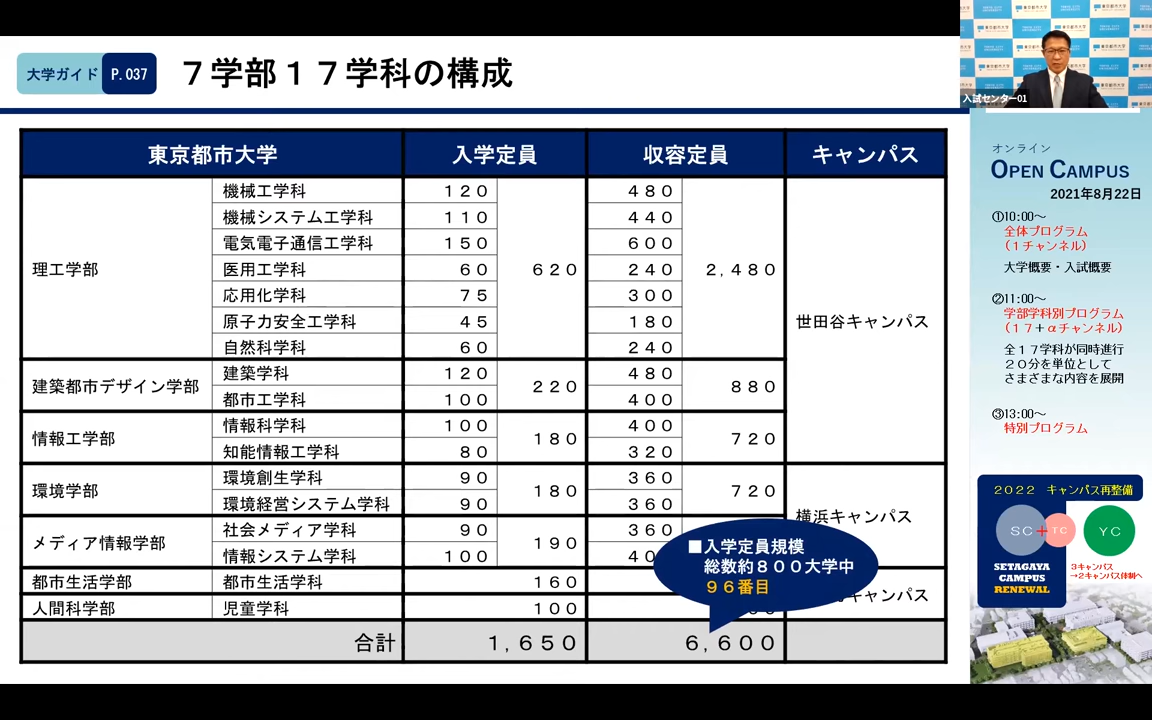 大学ガイド P.037
７学部１７学科の構成
東京都市大学 入学定員 収容定員 キャンパス
理工学部 機械工学科 １２０ ６２０ ４８０ ２，４８０ 世田谷キャンパス
機械システム工学科 １１０ ４４０
電気電子通信工学科 １５０ ６００
医用工学科 ６０ ２４０
応用化学科 ７５ ３００
原子力安全工学科 ４５ １８０
自然科学科 ６０ ２４０
建築都市デザイン学部 建築学科 １２０ ２２０ ４８０ ８８０
都市工学科 １００ ４００
情報工学部 情報科学科 １００ １８０ ４００ ７２０
知能情報工学科 ８０ ３２０
環境学部 環境創生学科 ９０ １８０ ３６０ ７２０ 横浜キャンパス
環境経営システム学科 ９０ ３６０
メディア情報学部 社会メディア学科 ９０ １９０ ３６０
情報システム学科 １００
都市生活学部 都市生活学科 １６０ キャンパス
人間科学部 児童学科 １００
合計 １，６５０ ６，６００
■入学定員規模
総数約８００大学中
９６番目
入試センター01
オンライン
OPEN CAMPUS
2021年8月22日
①10:00～
全体プログラム
（１チャンネル）
大学概要・入試概要
②11:00～
学部学科別プログラム
（１７＋αチャンネル）
全１７学科が同時進行
２０分を単位として
さまざまな内容を展開
③13:00～
特別プログラム
２０２２ キャンパス再整備
SC + TC YC
SETAGAYA
CAMPUS
RENEWAL
３キャンパス
→２キャンパス体制へ